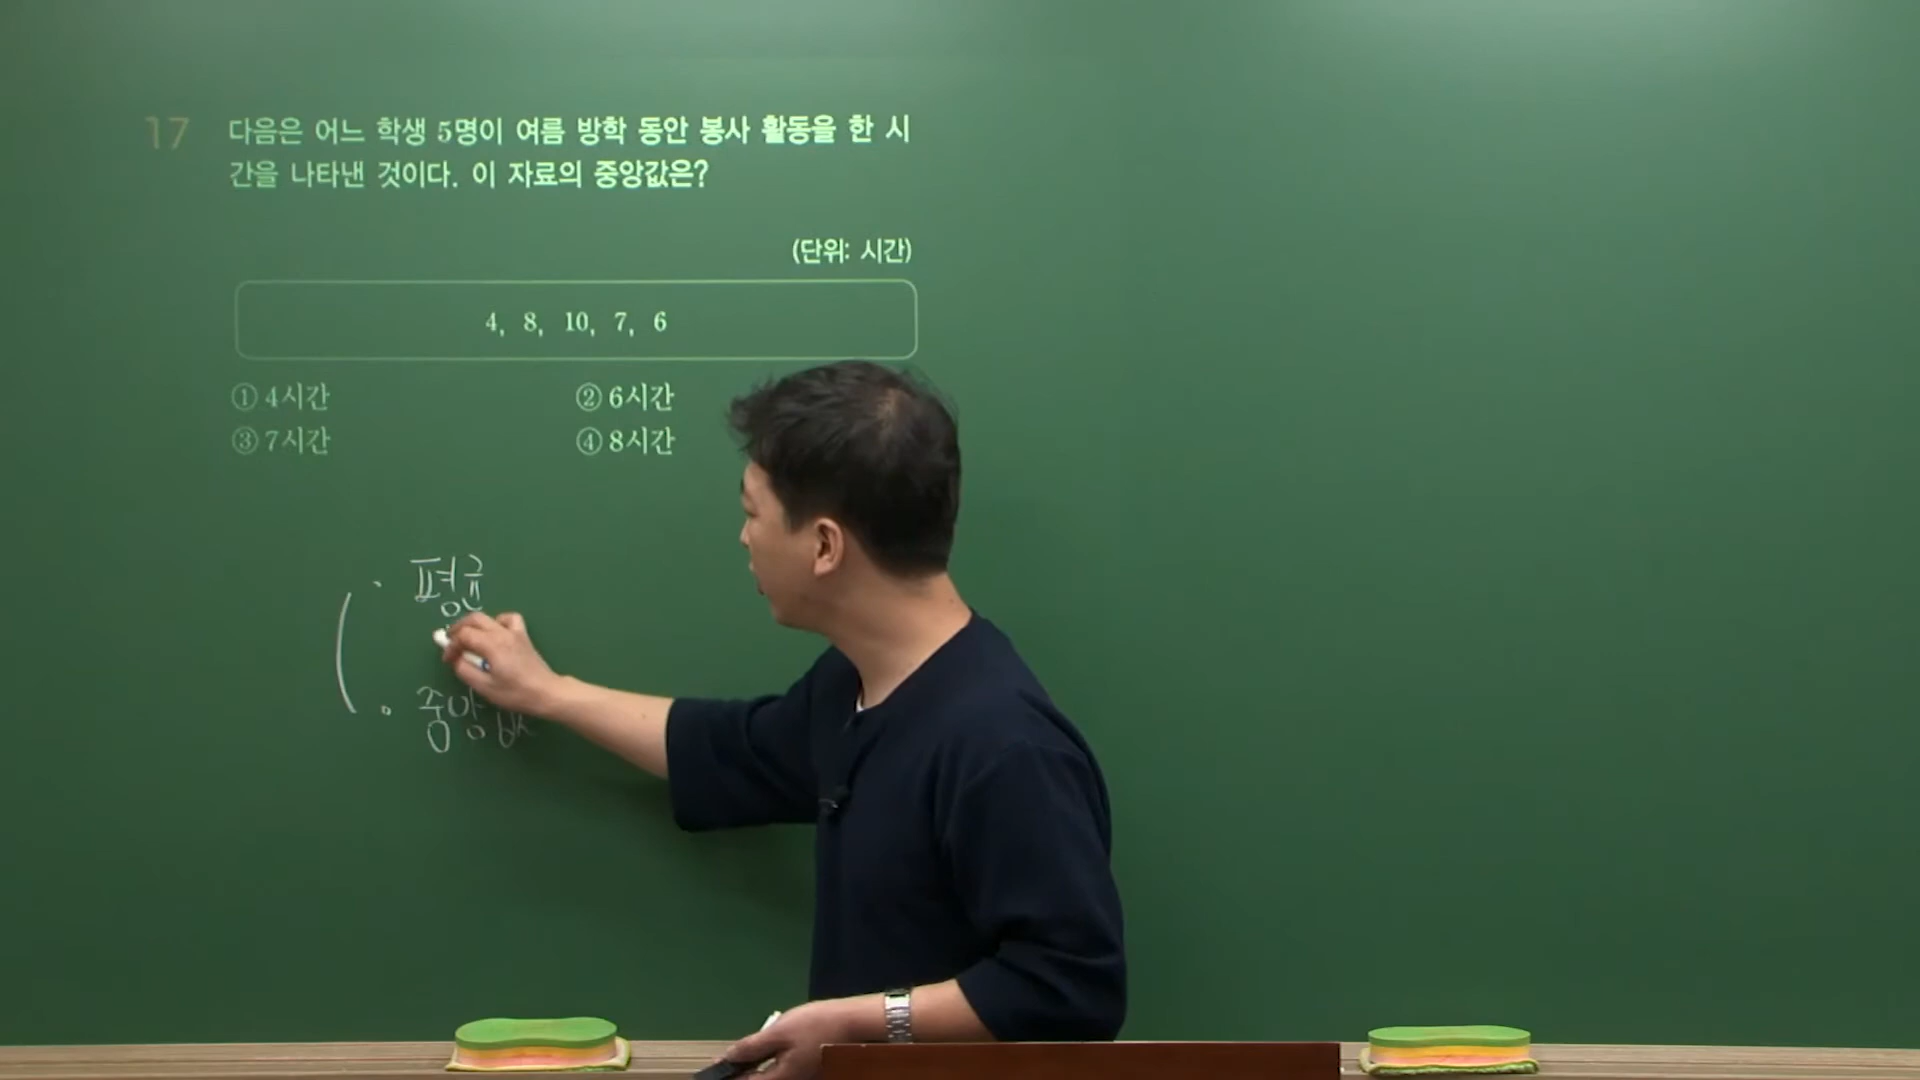 17 다음은 어느 학생 5명이 여름 방학 동안 봉사 활동을 한 시
간을 나타낸 것이다. 이 자료의 중앙값은?
(단위: 시간)
4, 8, 10, 7, 6
① 4시간 ② 6시간
③ 7시간 ④ 8시간
평균
중앙값